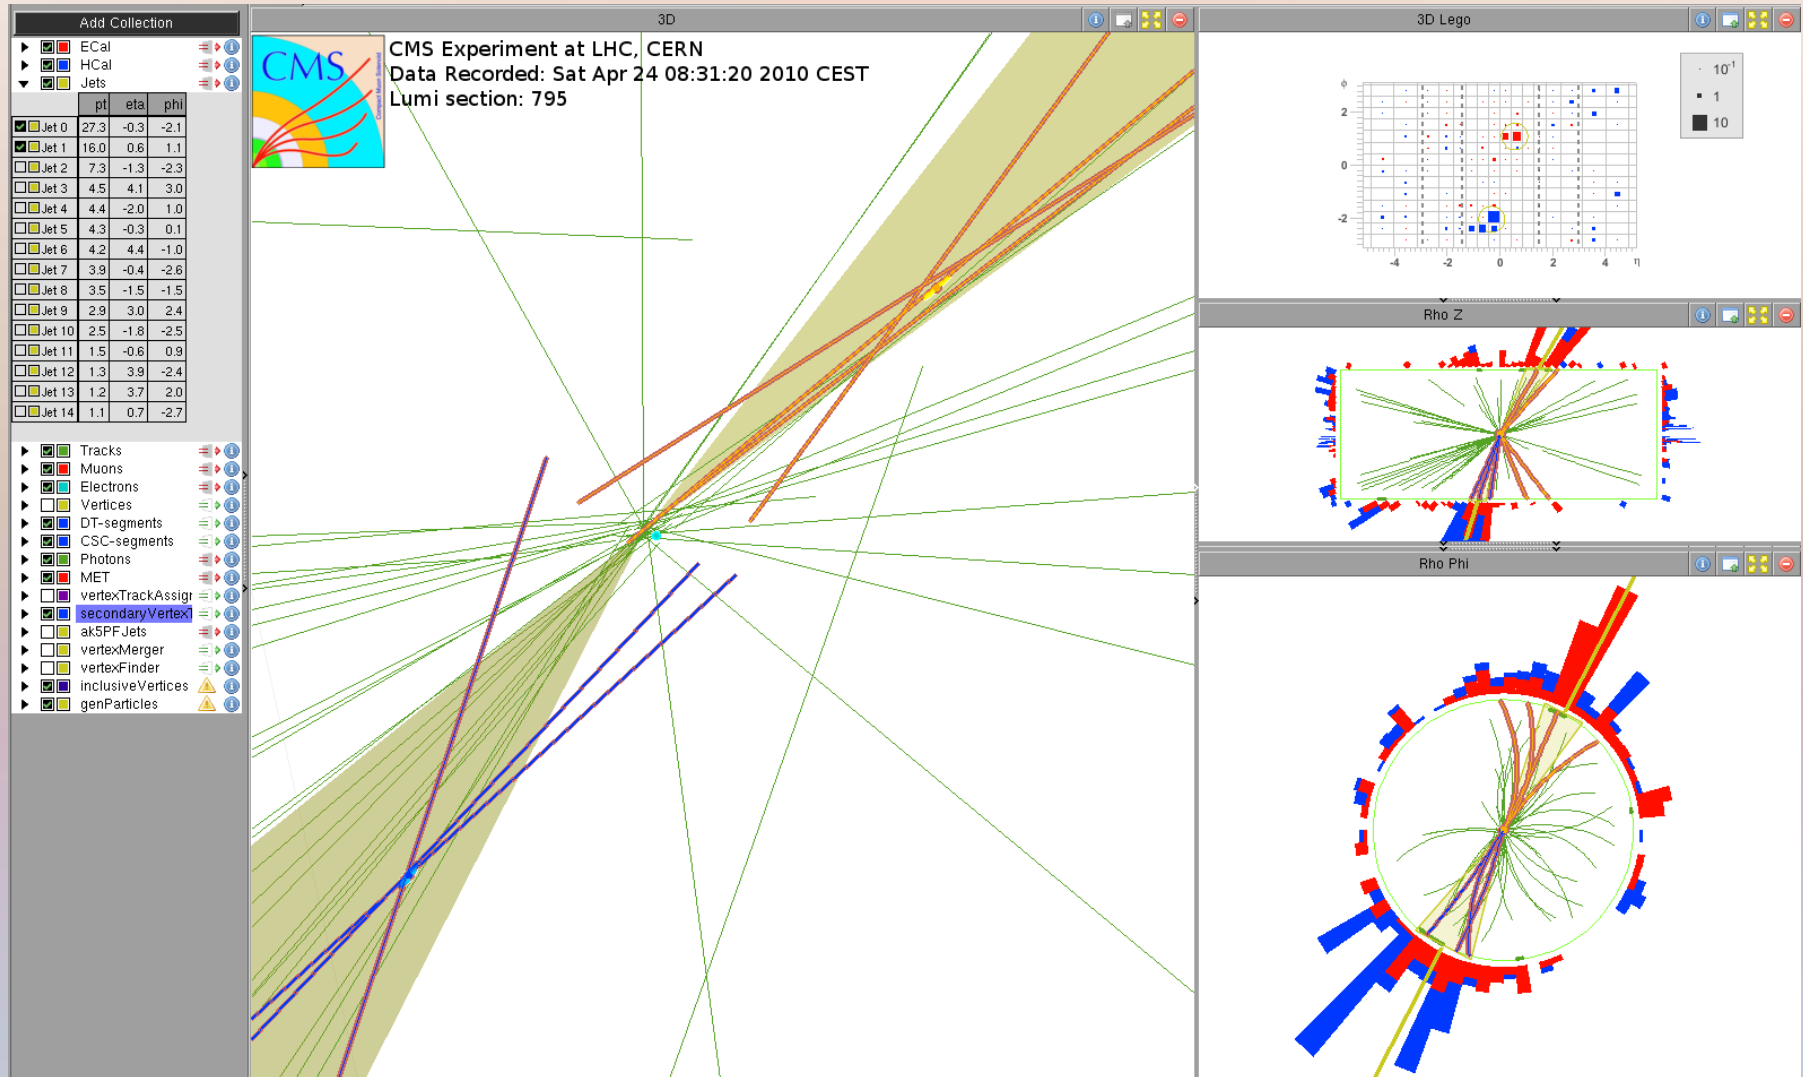 Add Collection
ECal
HCal
Jets
pt eta phi
Jet 0 27.3 -0.3 -2.1
Jet 1 16.0 0.6 1.1
Jet 2 7.3 -1.3 -2.3
Jet 3 4.5 4.1 3.0
Jet 4 4.4 -2.0 1.0
Jet 5 4.3 -0.3 0.1
Jet 6 4.2 4.4 -1.0
Jet 7 3.9 -0.4 -2.6
Jet 8 3.5 -1.5 -1.5
Jet 9 2.9 3.0 2.4
Jet 10 2.5 -1.8 -2.5
Jet 11 1.5 -0.6 0.9
Jet 12 1.3 3.9 -2.4
Jet 13 1.2 3.7 2.0
Jet 14 1.1 0.7 -2.7
Tracks
Muons
Electrons
Vertices
DT-segments
CSC-segments
Photons
MET
vertexTrackAssigr
secondaryVertex
ak5PFJets
vertexMerger
vertexFinder
inclusiveVertices
genParticles
3D
CMS
CMS Experiment at LHC, CERN
Data Recorded: Sat Apr 24 08:31:20 2010 CEST
Lumi section: 795
3D Lego
10⁻¹
1
10
ϕ
2
0
-2
-4 -2 0 2 4 η
Rho Z
Rho Phi